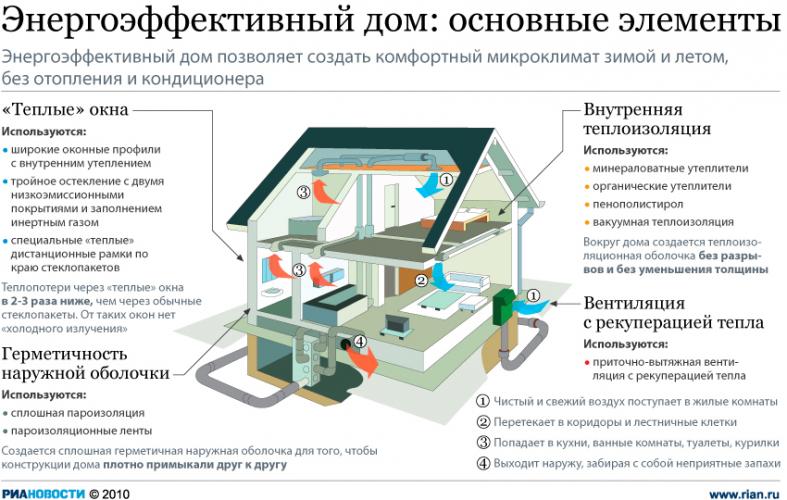 Энергоэффективный дом: основные элементы
Энергоэффективный дом позволяет создать комфортный микроклимат зимой и летом,
без отопления и кондиционера
«Теплые» окна
Используются:
• широкие оконные профили
с внутренним утеплением
• тройное остекление с двумя
низкоэмиссионными
покрытиями и заполнением
инертным газом
• специальные «теплые»
дистанционные рамки по
краю стеклопакетов
Теплопотери через «теплые» окна
в 2-3 раза ниже, чем через обычные
стеклопакеты. От таких окон нет
«холодного излучения»
Герметичность
наружной оболочки
Используются:
• сплошная пароизоляция
• пароизоляционные ленты
Создается сплошная герметичная наружная оболочка для того, чтобы
конструкции дома плотно примыкали друг к другу
1
3
3
2
1
4
Внутренняя
теплоизоляция
Используются:
• минераловатные утеплители
• органические утеплители
• пенополистирол
• вакуумная теплоизоляция
Вокруг дома создается теплоизо-
ляционная оболочка без разры-
вов и без уменьшения толщины
Вентиляция
с рекуперацией тепла
Используются:
• приточно-вытяжная венти-
ляция с рекуперацией тепла
1 Чистый и свежий воздух поступает в жилые комнаты
2 Перетекает в коридоры и лестничные клетки
3 Попадает в кухни, ванные комнаты, туалеты, курилки
4 Выходит наружу, забирая с собой неприятные запахи
РИАНОВОСТИ © 2010
www.rian.ru